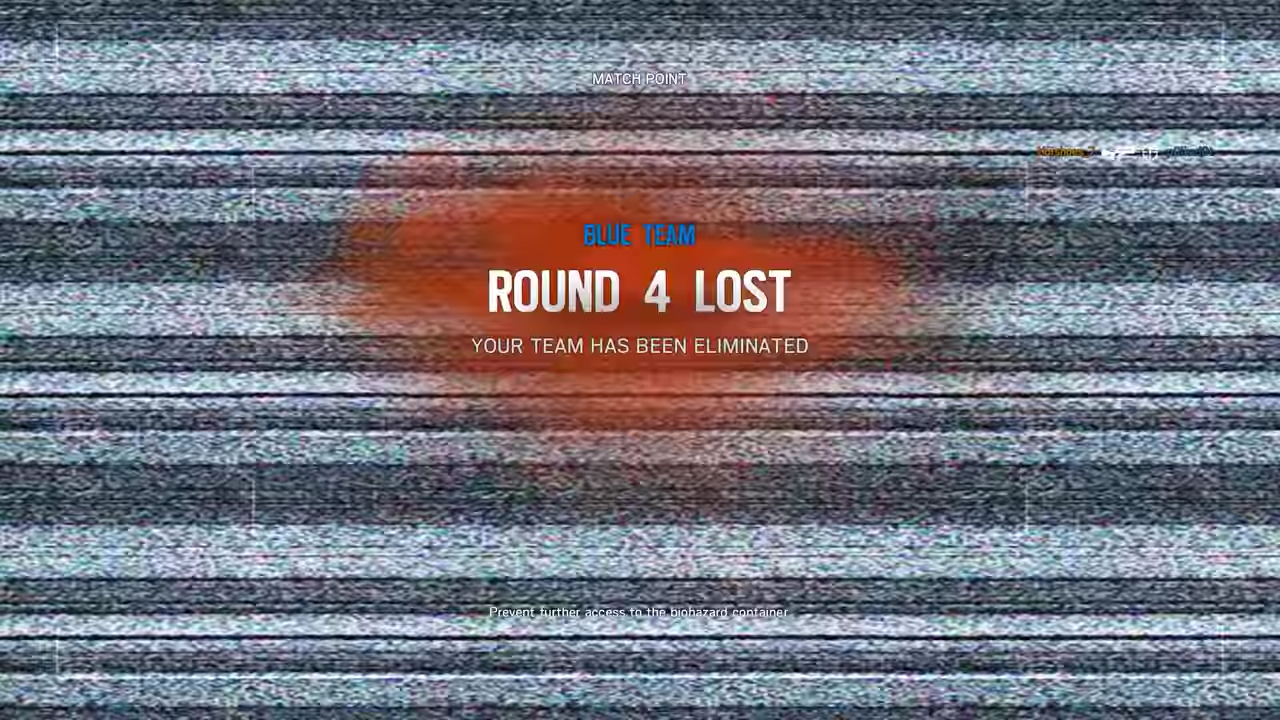 MATCH POINT
BLUE TEAM
ROUND 4 LOST
YOUR TEAM HAS BEEN ELIMINATED
Prevent further access to the biohazard container